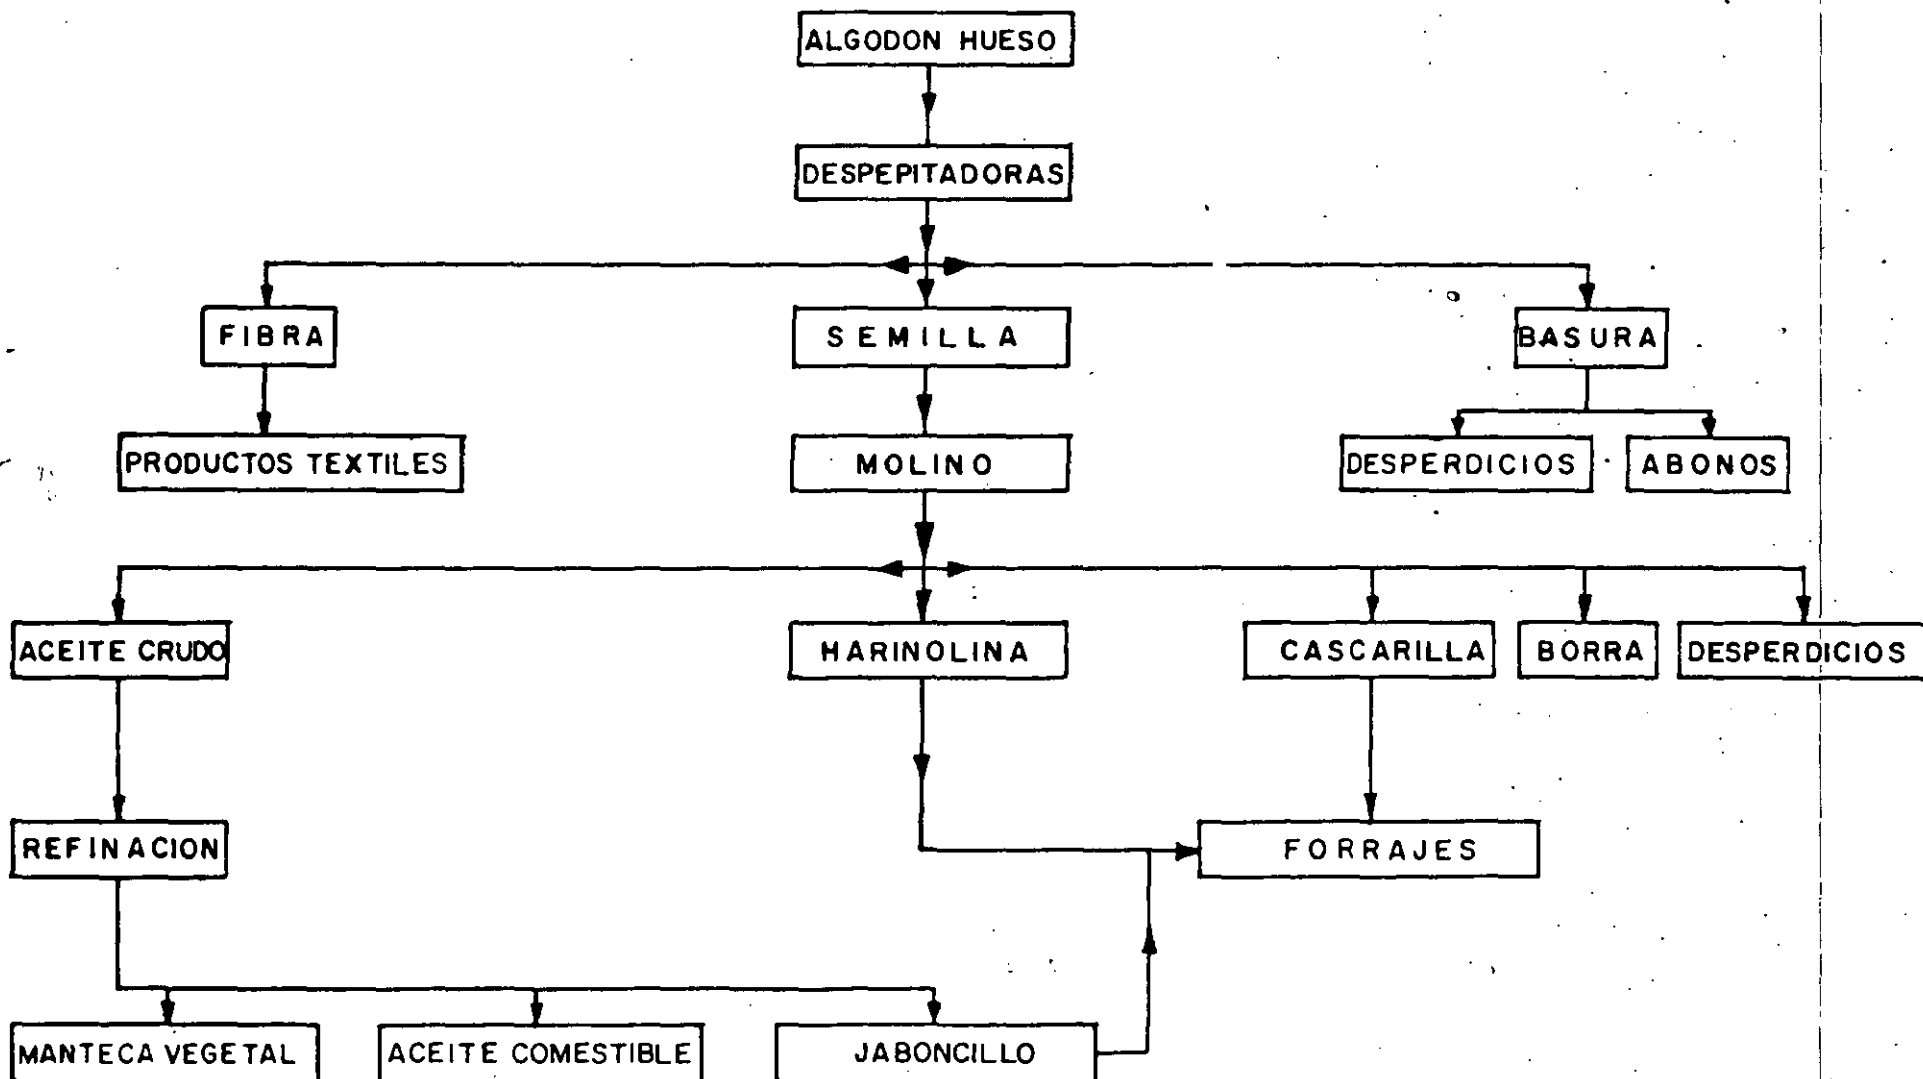 ALGODON HUESO
DESPEPITADORAS
FIBRA
SEMILLA
BASURA
PRODUCTOS TEXTILES
MOLINO
DESPERDICIOS
ABONOS
ACEITE CRUDO
HARINOLINA
CASCARILLA
BORRA
DESPERDICIOS
REFINACION
FORRAJES
MANTECA VEGETAL
ACEITE COMESTIBLE
JABONCILLO